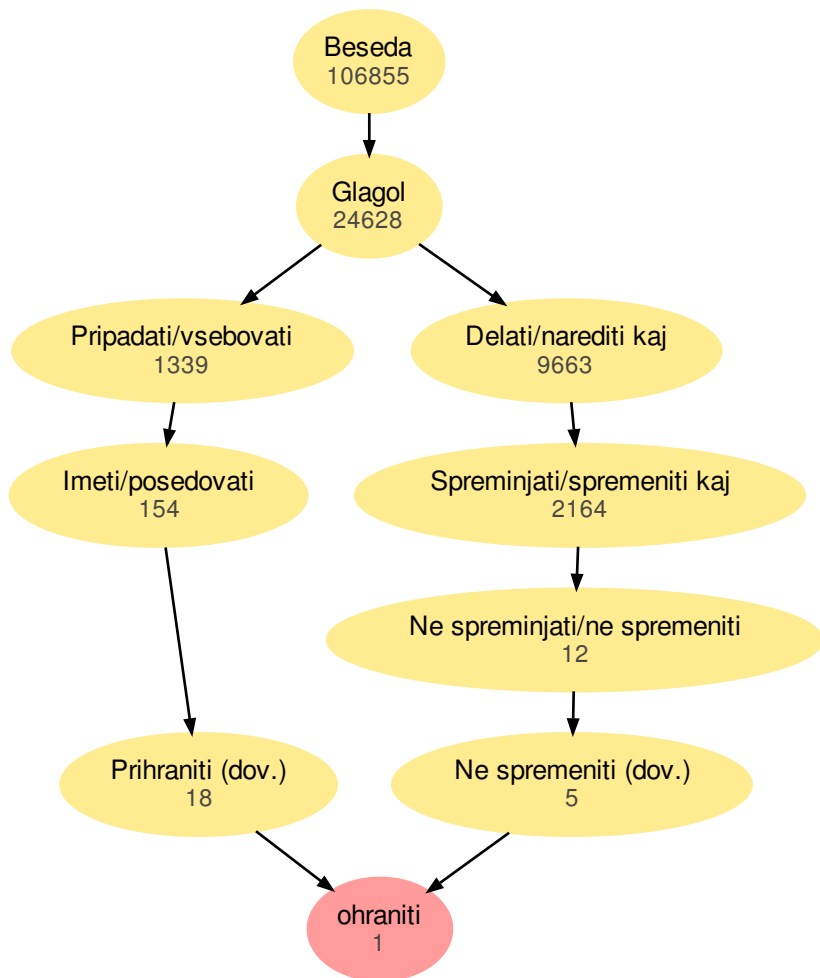 Beseda
106855
Glagol
24628
Pripadati/vsebovati
1339
Delati/narediti kaj
9663
Imeti/posedovati
154
Spreminjati/spremeniti kaj
2164
Ne spreminjati/ne spremeniti
12
Prihraniti (dov.)
18
Ne spremeniti (dov.)
5
ohraniti
1